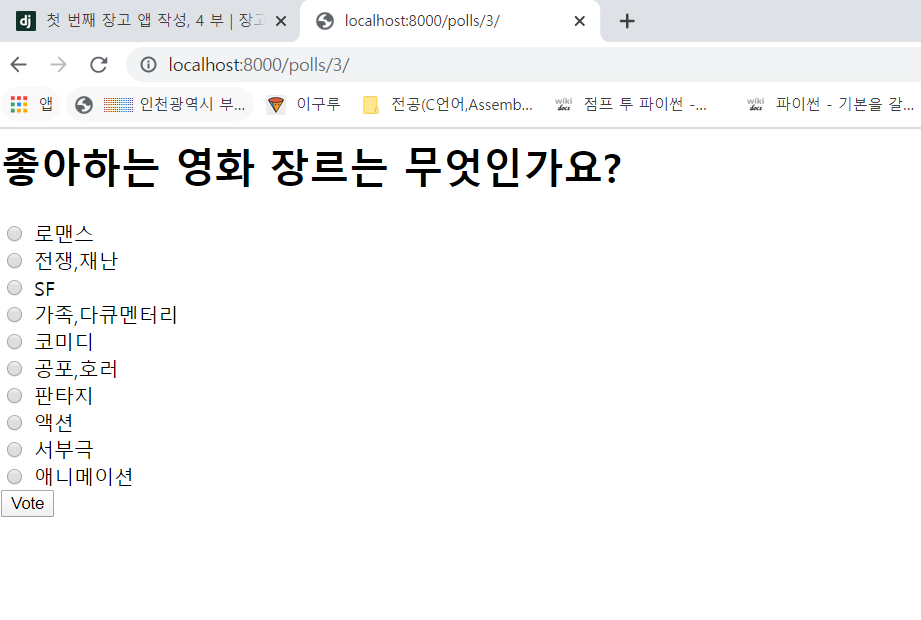 첫 번째 장고 앱 작성, 4 부 | 장고
localhost:8000/polls/3/
localhost:8000/polls/3/
앱 인천광역시 부... 이구루 전공(C언어,Assemb... wiki docs 점프 투 파이썬 -... wiki docs 파이썬 - 기본을 갈...
좋아하는 영화 장르는 무엇인가요?
로맨스
전쟁,재난
SF
가족,다큐멘터리
코미디
공포,호러
판타지
액션
서부극
애니메이션
Vote